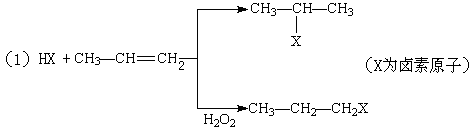 CH₃—CH—CH₃
X
(1) HX + CH₃—CH═CH₂
(X为卤素原子)
H₂O₂
CH₃—CH₂—CH₂X